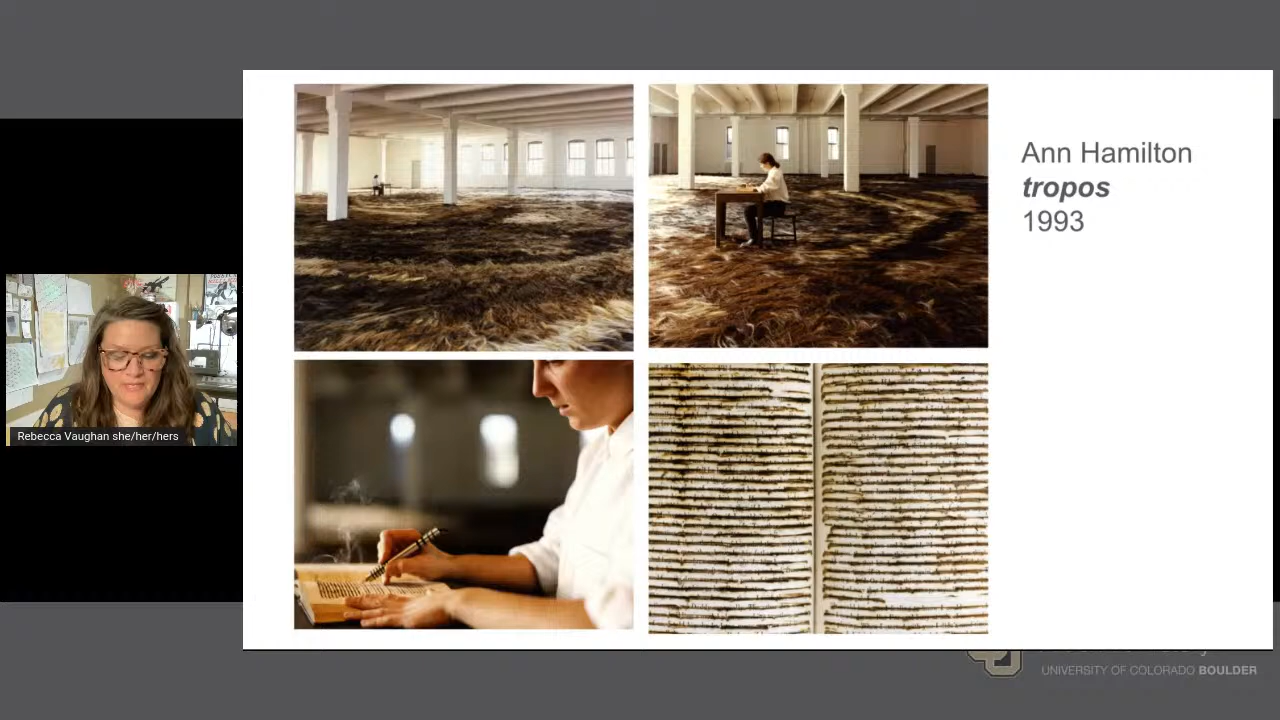 Ann Hamilton
tropos
1993
Rebecca Vaughan she/her/hers
UNIVERSITY OF COLORADO BOULDER